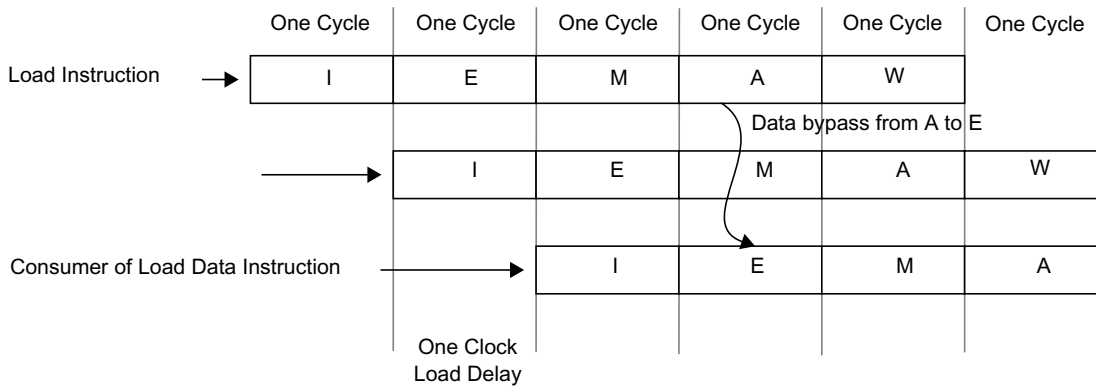 One Cycle One Cycle One Cycle One Cycle One Cycle One Cycle
Load Instruction I E M A W
Data bypass from A to E
I E M A W
Consumer of Load Data Instruction I E M A
One Clock
Load Delay